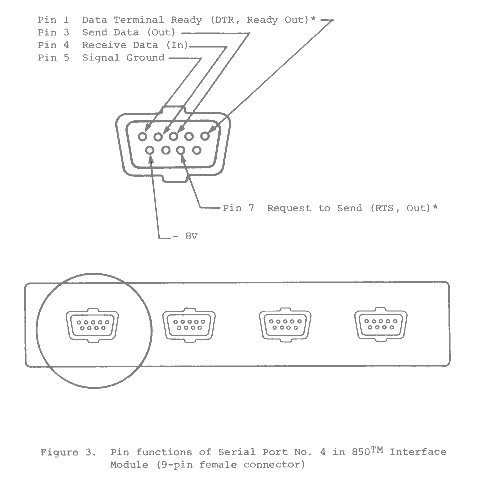 Pin 1 Data Terminal Ready (DTR, Ready Out)*
Pin 3 Send Data (Out)
Pin 4 Receive Data (In)
Pin 5 Signal Ground
Pin 7 Request to Send (RTS, Out)*
- 8V
Figure 3. Pin functions of Serial Port No. 4 in 850TM Interface
Module (9-pin female connector)